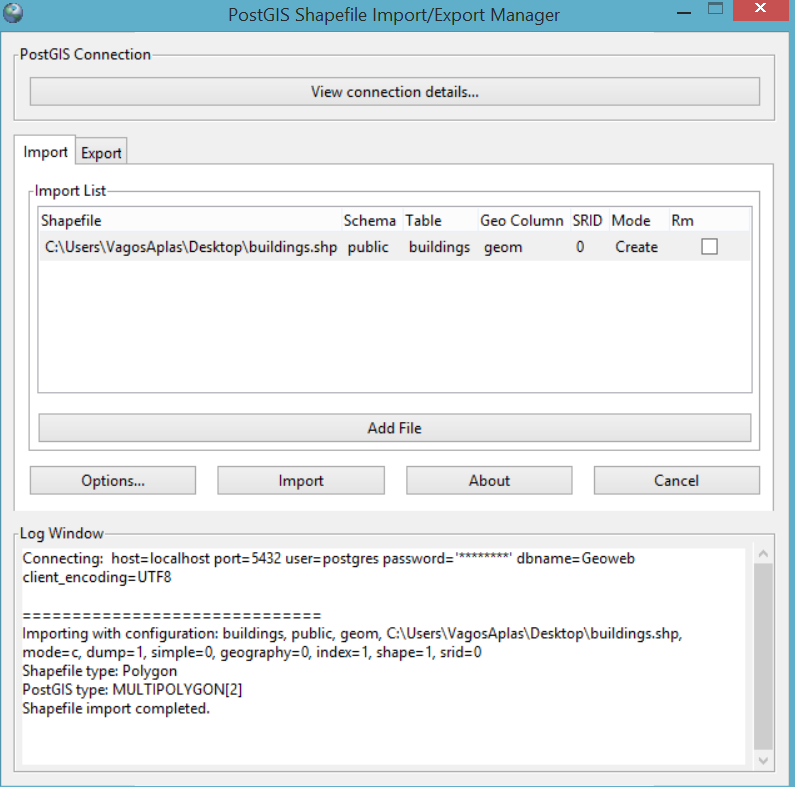 PostGIS Shapefile Import/Export Manager
PostGIS Connection
View connection details...
Import Export
Import List
Shapefile Schema Table Geo Column SRID Mode Rm
C:\Users\VagosAplas\Desktop\buildings.shp public buildings geom 0 Create
Add File
Options... Import About Cancel
Log Window
Connecting: host=localhost port=5432 user=postgres password='********' dbname=Geoweb
client_encoding=UTF8
==============================
Importing with configuration: buildings, public, geom, C:\Users\VagosAplas\Desktop\buildings.shp,
mode=c, dump=1, simple=0, geography=0, index=1, shape=1, srid=0
Shapefile type: Polygon
PostGIS type: MULTIPOLYGON[2]
Shapefile import completed.